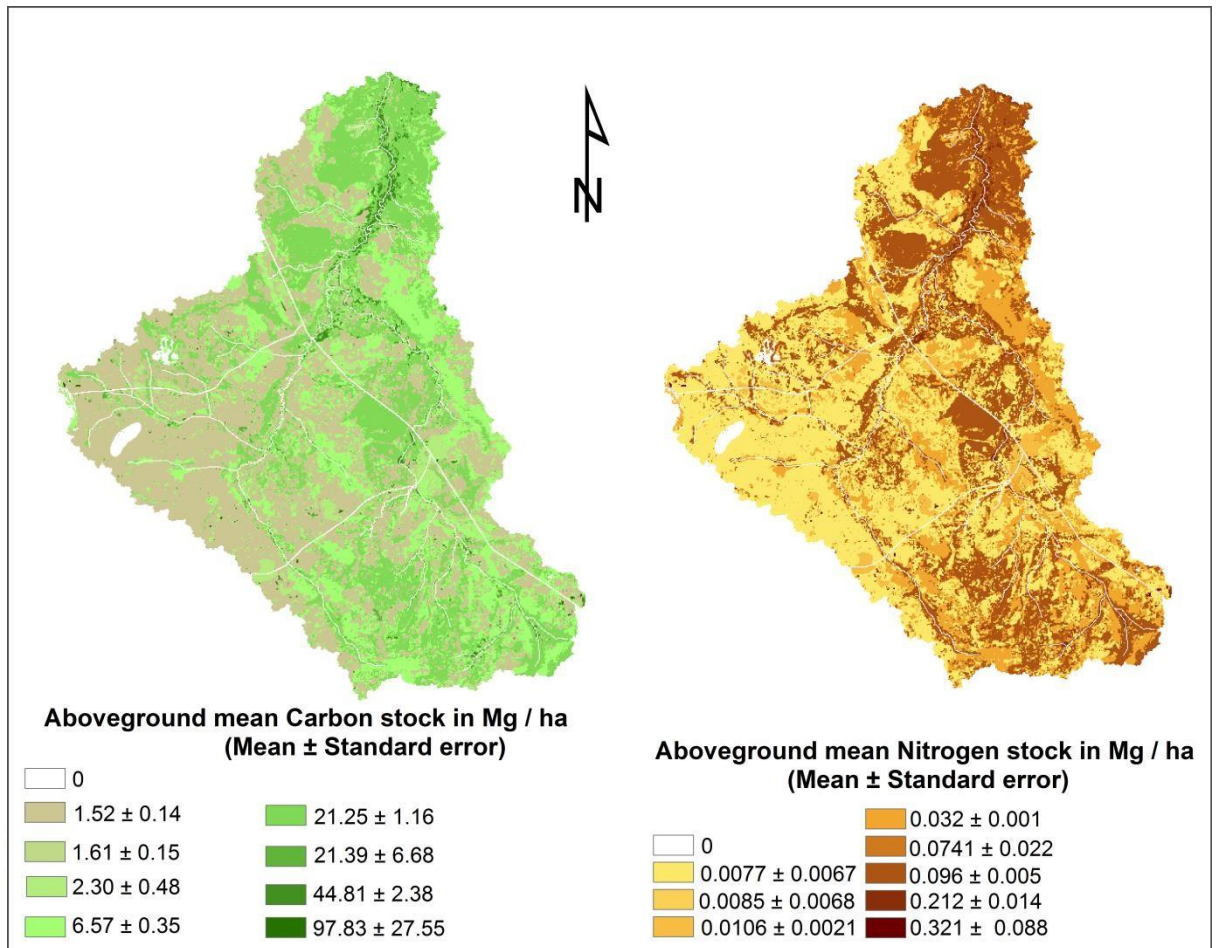 N
Aboveground mean Carbon stock in Mg / ha
(Mean ± Standard error)
0
1.52 ± 0.14
1.61 ± 0.15
2.30 ± 0.48
6.57 ± 0.35
21.25 ± 1.16
21.39 ± 6.68
44.81 ± 2.38
97.83 ± 27.55
Aboveground mean Nitrogen stock in Mg / ha
(Mean ± Standard error)
0
0.0077 ± 0.0067
0.0085 ± 0.0068
0.0106 ± 0.0021
0.032 ± 0.001
0.0741 ± 0.022
0.096 ± 0.005
0.212 ± 0.014
0.321 ± 0.088